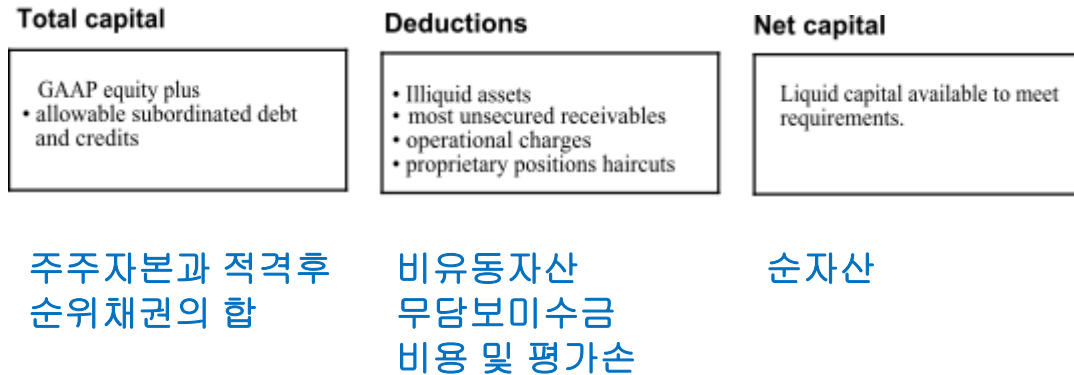 Total capital
GAAP equity plus
• allowable subordinated debt
and credits
Deductions
• Illiquid assets
• most unsecured receivables
• operational charges
• proprietary positions haircuts
Net capital
Liquid capital available to meet
requirements.
주주자본과 적격후
순위채권의 합
비유동자산
무담보미수금
비용 및 평가손
순자산